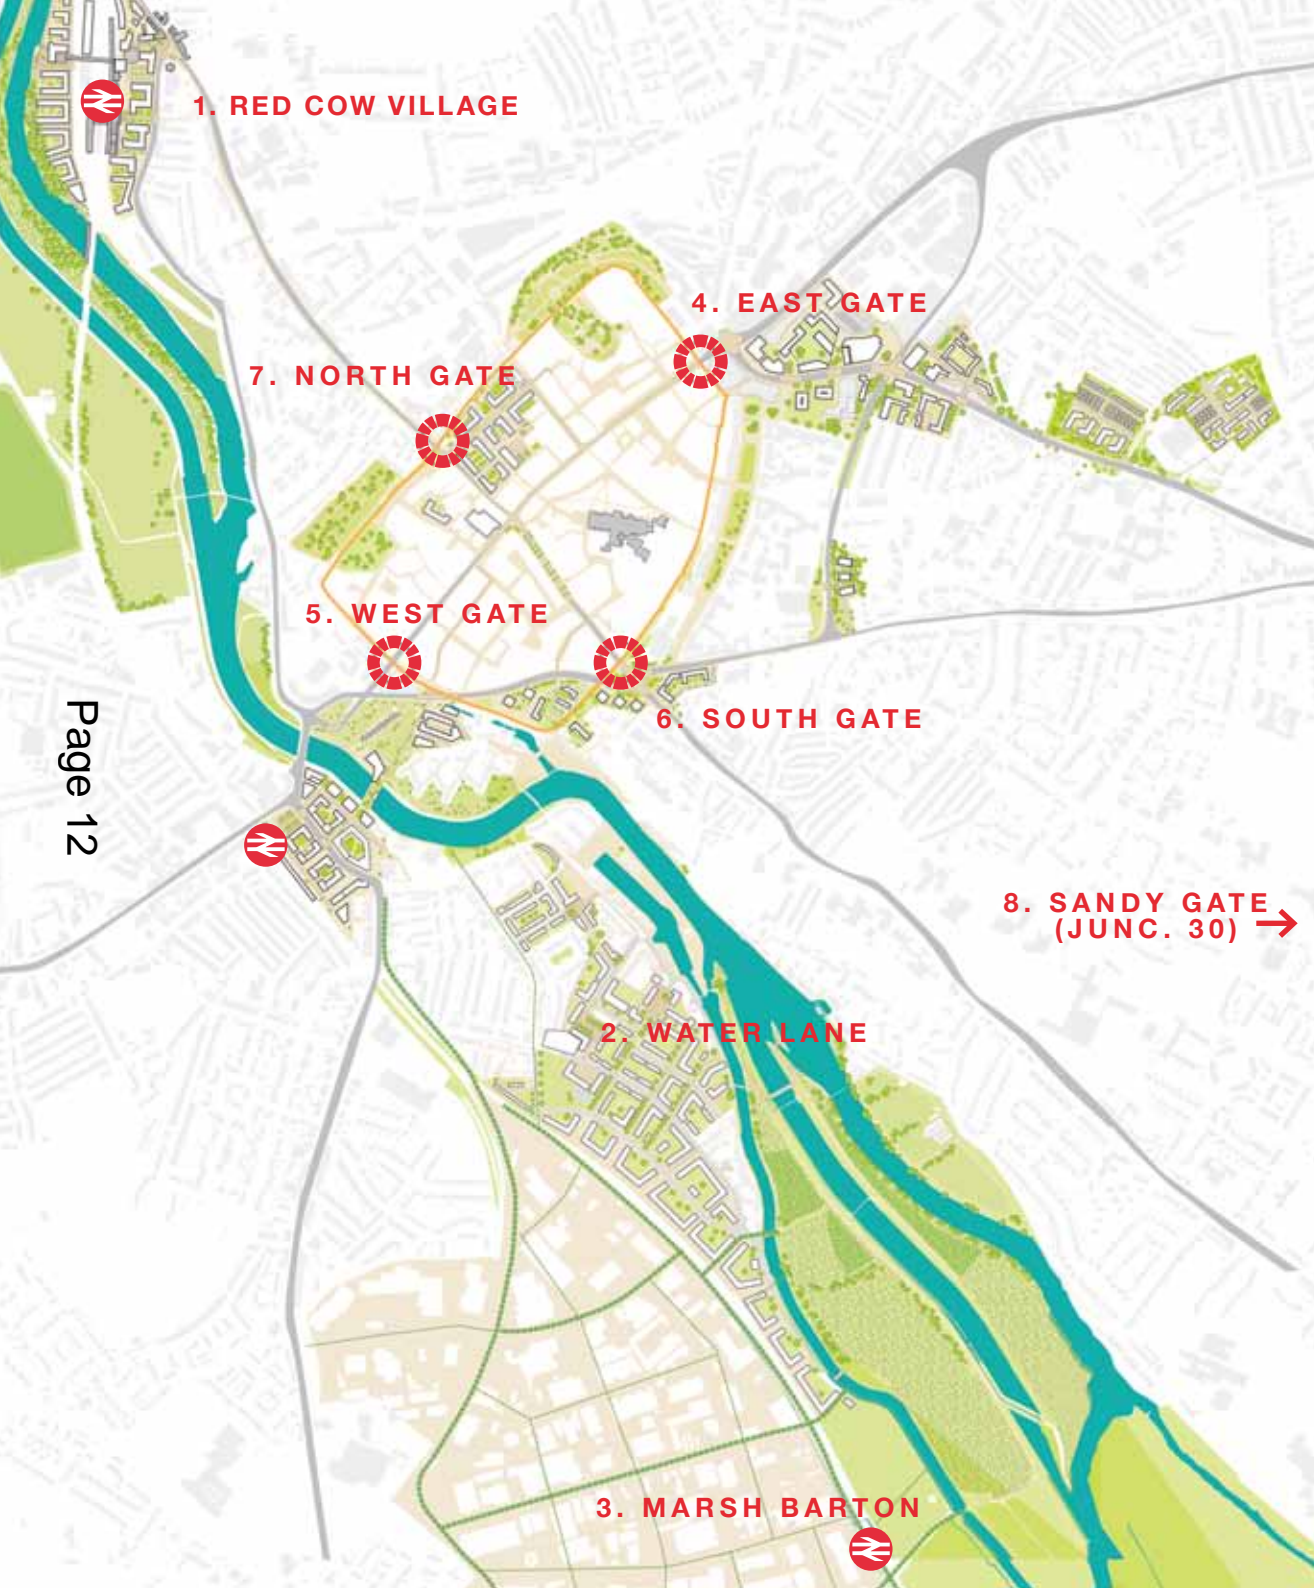 1. RED COW VILLAGE
4. EAST GATE
7. NORTH GATE
5. WEST GATE
6. SOUTH GATE
Page 12
8. SANDY GATE
(JUNC. 30)
2. WATER LANE
3. MARSH BARTON